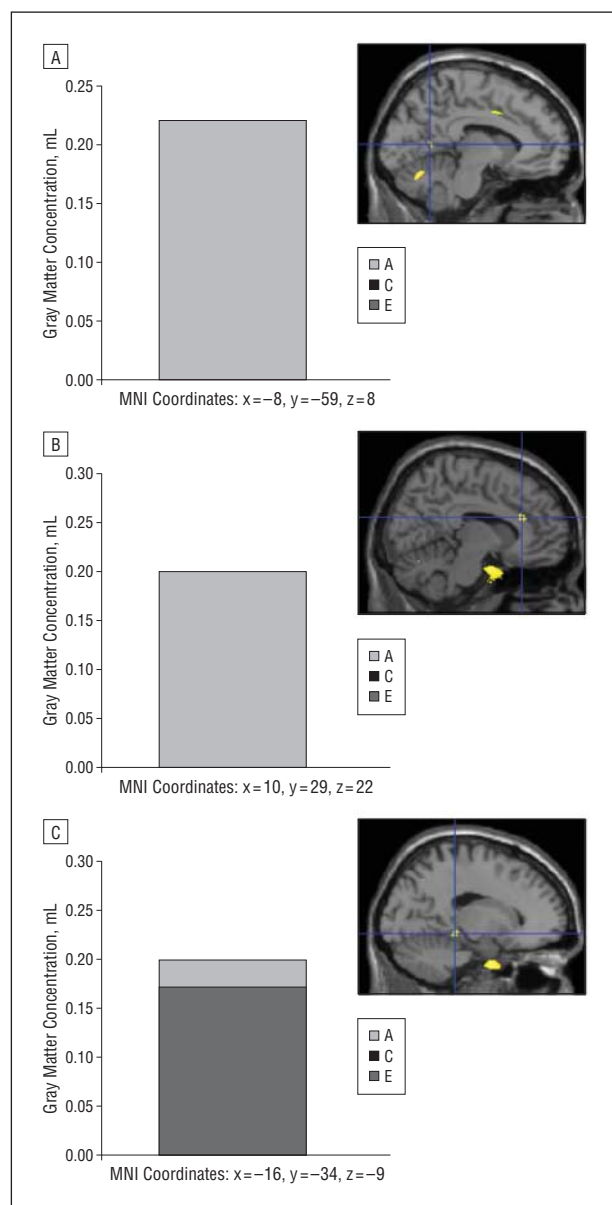 A
Gray Matter Concentration, mL
0.25
0.20
0.15
0.10
0.05
0.00
MNI Coordinates: x=–8, y=–59, z=8
A
C
E
B
Gray Matter Concentration, mL
0.30
0.25
0.20
0.15
0.10
0.05
0.00
MNI Coordinates: x=10, y=29, z=22
A
C
E
C
Gray Matter Concentration, mL
0.30
0.25
0.20
0.15
0.10
0.05
0.00
MNI Coordinates: x=–16, y=–34, z=–9
A
C
E